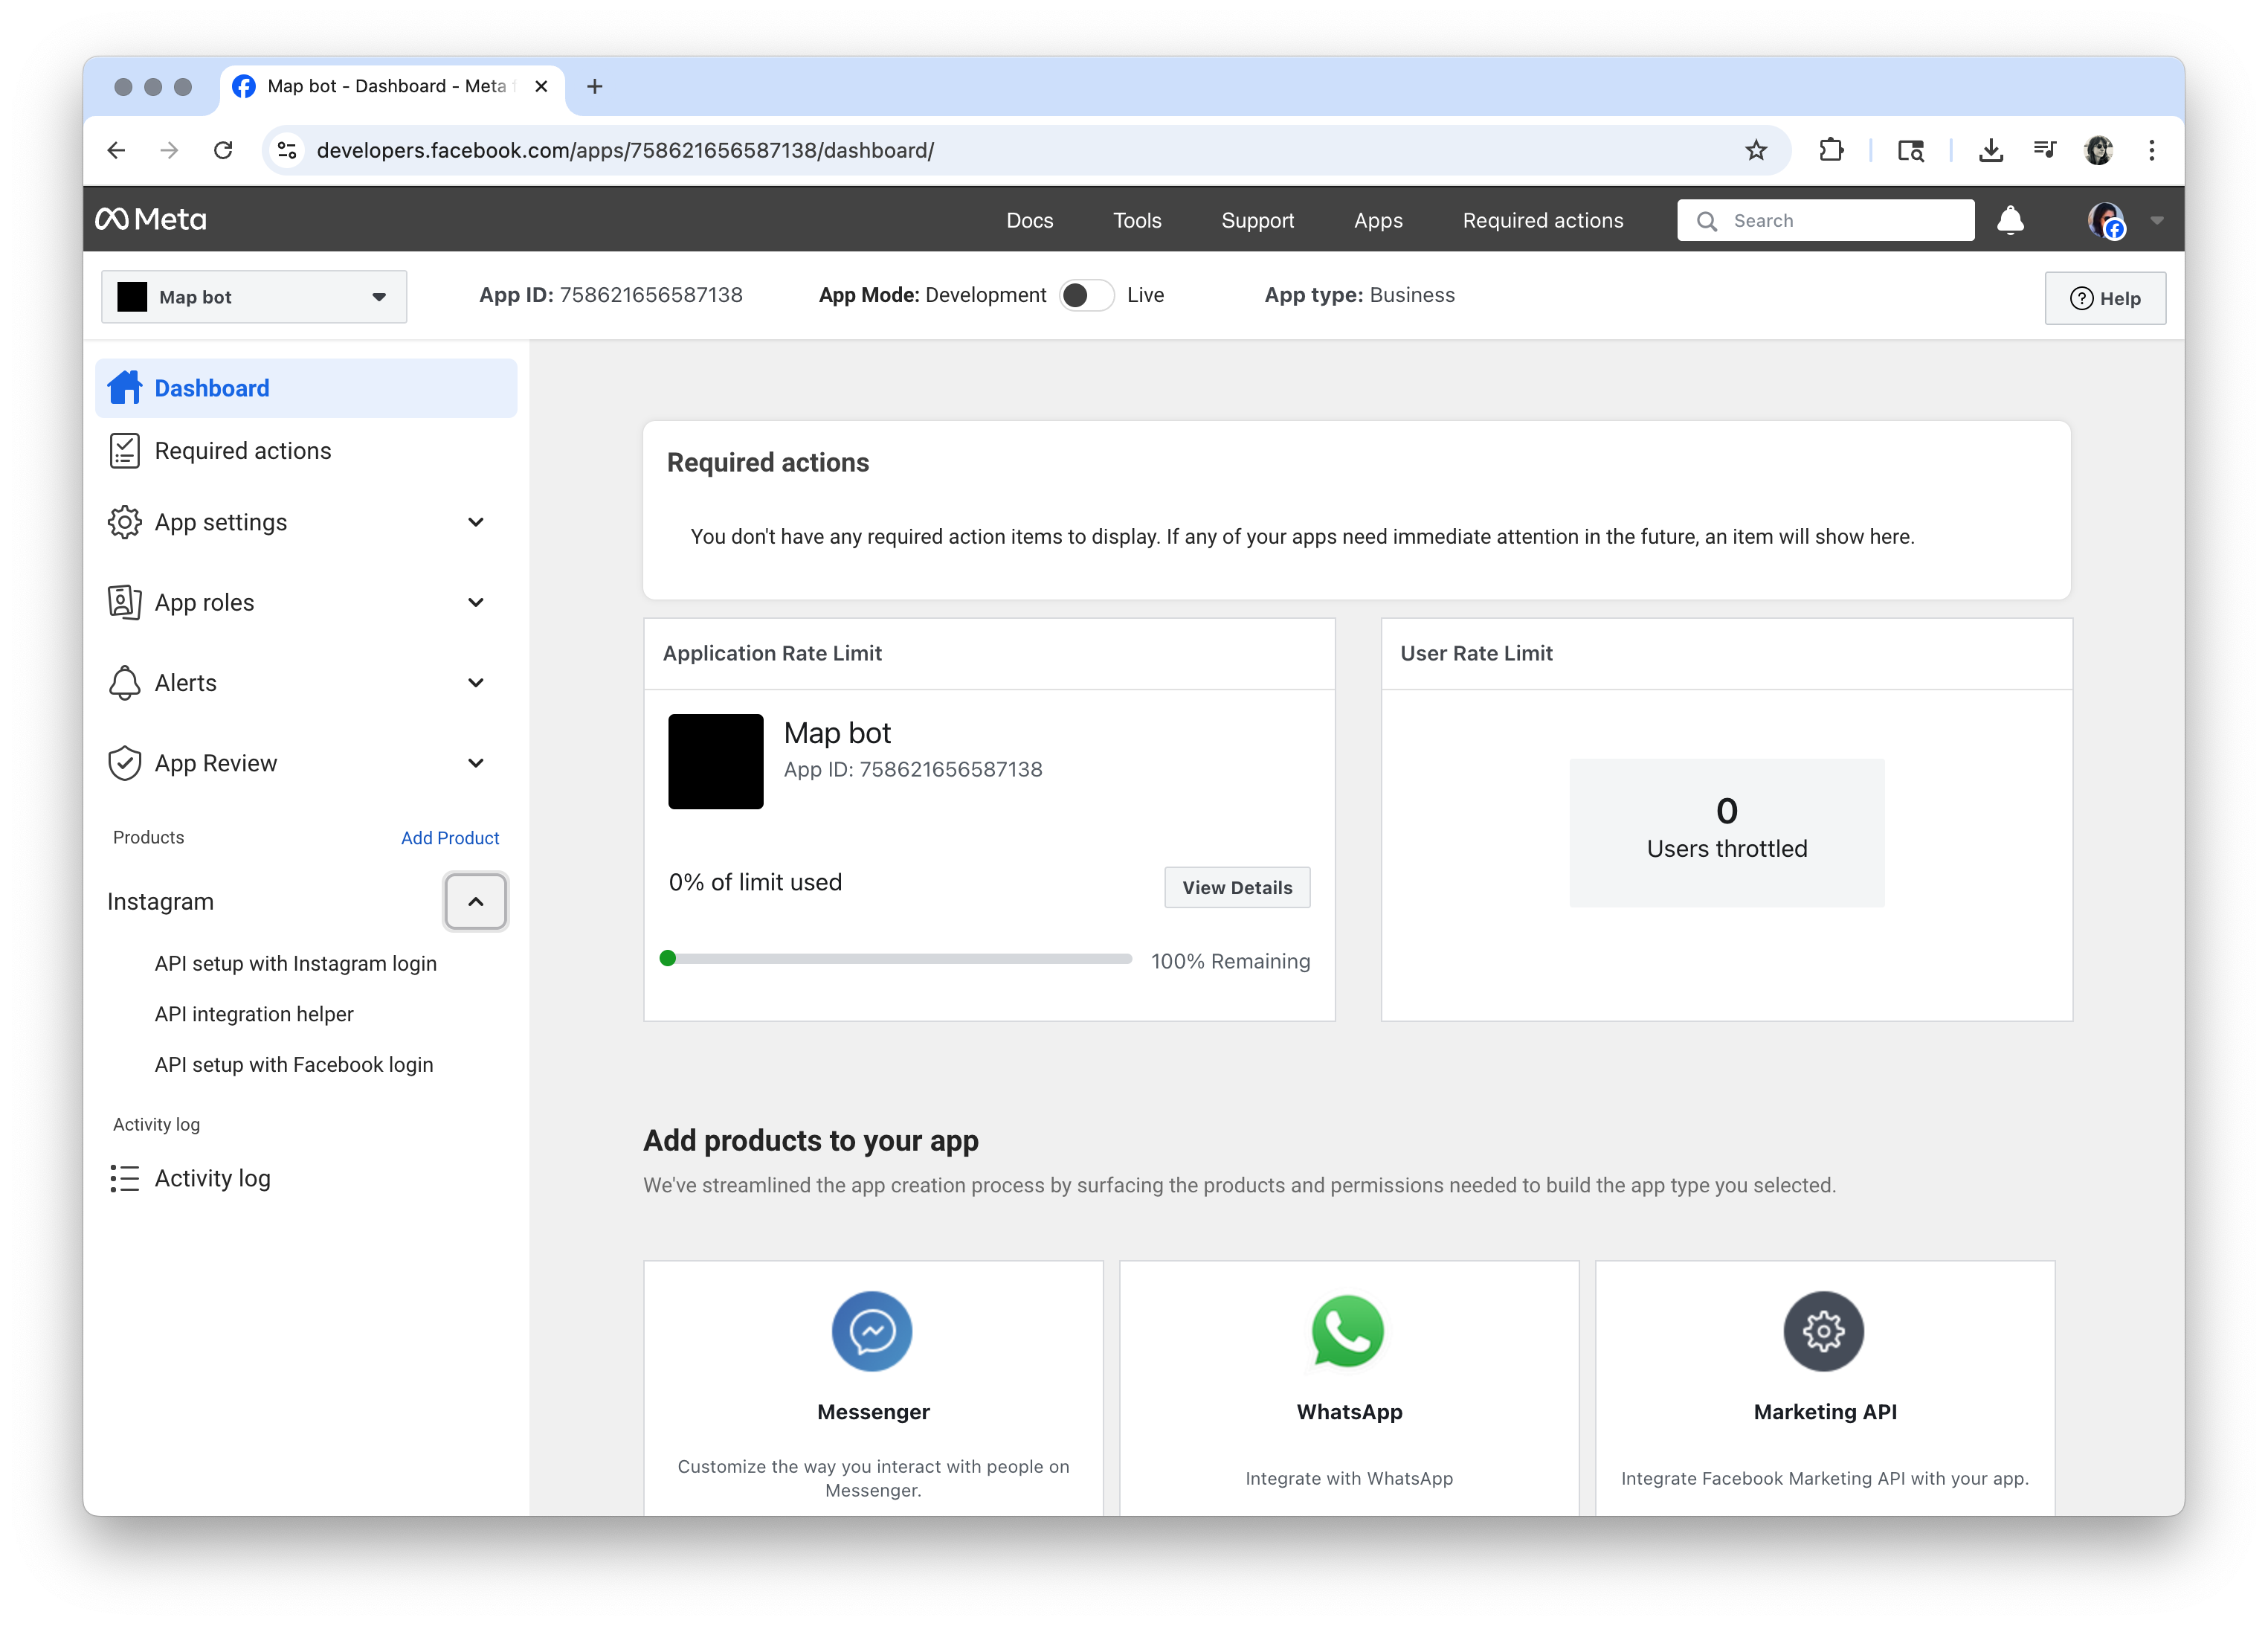 Map bot - Dashboard - Meta
developers.facebook.com/apps/758621656587138/dashboard/
Meta
Docs
Tools
Support
Apps
Required actions
Search
Map bot
App ID: 758621656587138
App Mode: Development
Live
App type: Business
Help
Dashboard
Required actions
App settings
App roles
Alerts
App Review
Products
Add Product
Instagram
API setup with Instagram login
API integration helper
API setup with Facebook login
Activity log
Activity log
Required actions
You don't have any required action items to display. If any of your apps need immediate attention in the future, an item will show here.
Application Rate Limit
Map bot
App ID: 758621656587138
0% of limit used
View Details
100% Remaining
User Rate Limit
0
Users throttled
Add products to your app
We've streamlined the app creation process by surfacing the products and permissions needed to build the app type you selected.
Messenger
Customize the way you interact with people on
Messenger.
WhatsApp
Integrate with WhatsApp
Marketing API
Integrate Facebook Marketing API with your app.